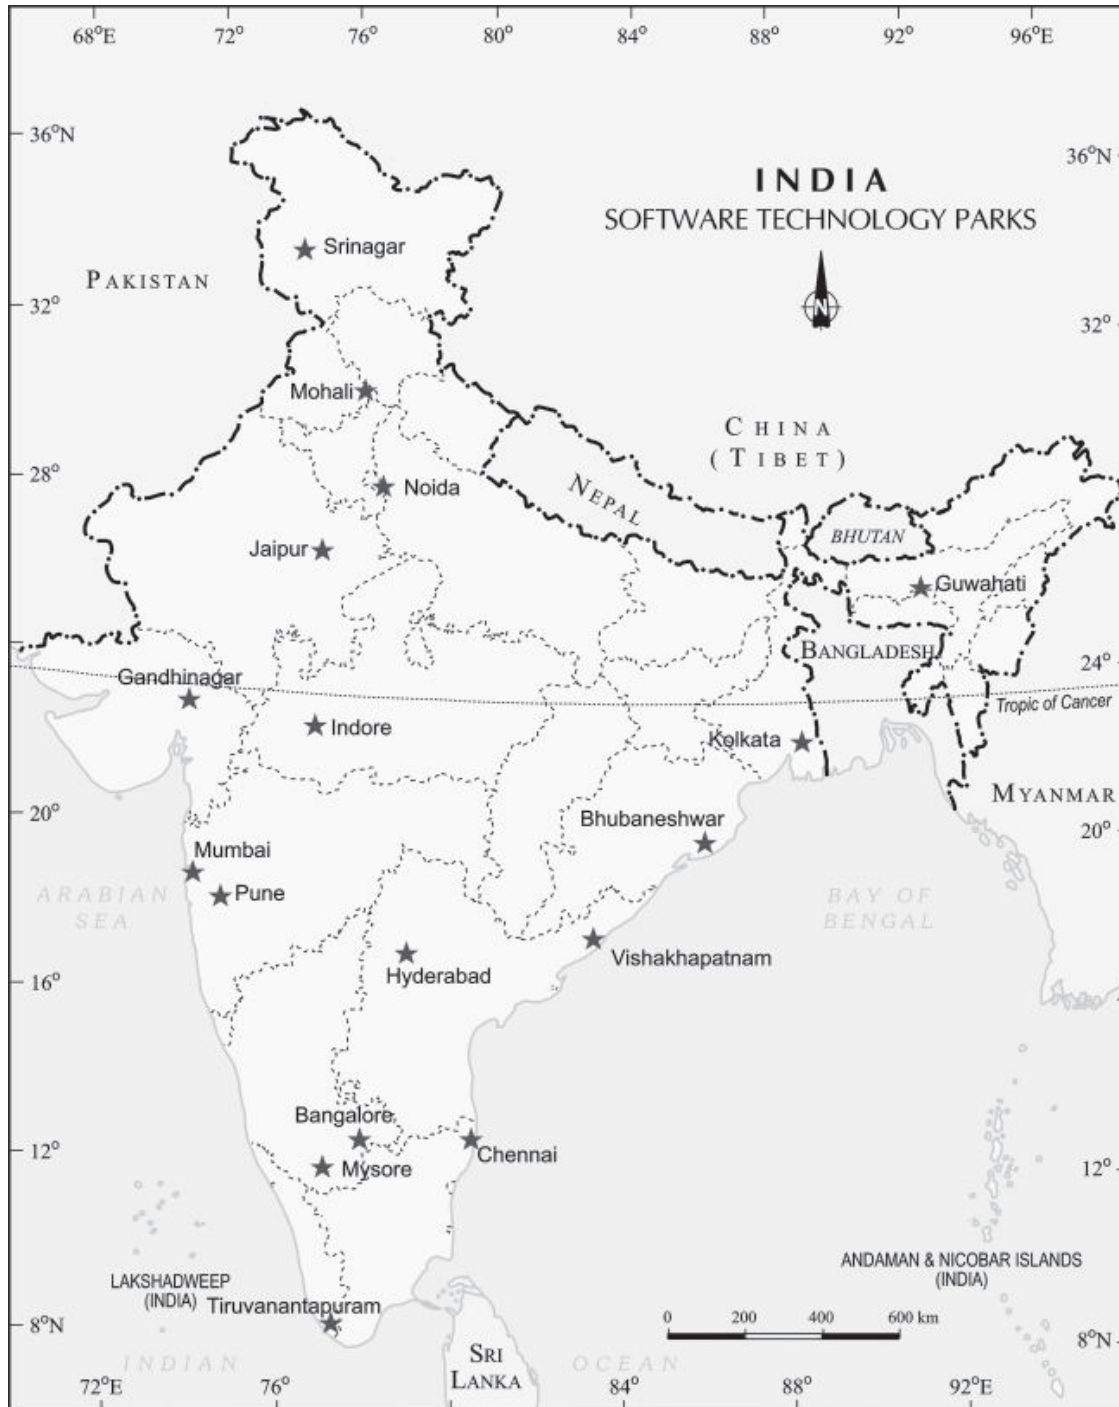 68°E 72° 76° 80° 84° 88° 92° 96°E
36°N
36°N
INDIA
SOFTWARE TECHNOLOGY PARKS
Srinagar
PAKISTAN
N
32°
32°
Mohali
CHINA
(TIBET)
28°
Noida
NEPAL
BHUTAN
Jaipur
Guwahati
BANGLADESH
24°
Gandhinagar
Tropic of Cancer
Indore
Kolkata
MYANMAR
20°
20°
Bhubaneshwar
Mumbai
ARABIAN
SEA
Pune
BAY OF
BENGAL
Vishakhapatnam
Hyderabad
16°
Bangalore
12°
Mysore
Chennai
12°
ANDAMAN & NICOBAR ISLANDS
(INDIA)
LAKSHADWEEP
(INDIA)
Tiruvanantapuram
0 200 400 600 km
8°N
8°N
SRI
LANKA
INDIAN OCEAN
72°E 76° 84° 88° 92°E